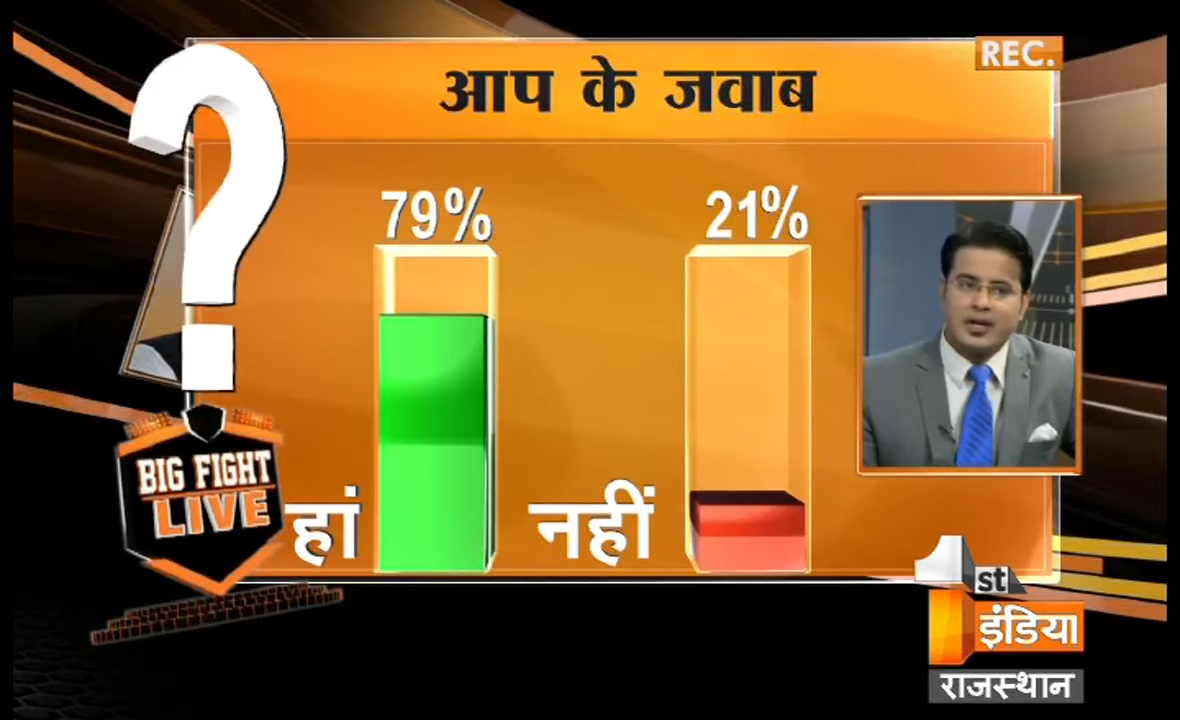 REC.
आप के जवाब
79%
21%
BIG FIGHT
LIVE
हां
नहीं
1st
इंडिया
राजस्थान